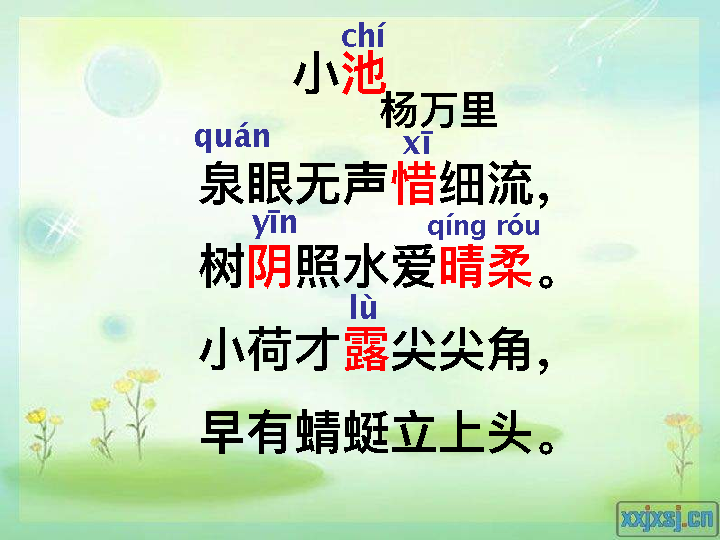 chí
小池
杨万里
quán xī
泉眼无声惜细流，
yīn qíng róu
树阴照水爱晴柔。
lù
小荷才露尖尖角，
早有蜻蜓立上头。
xxjxsj.cn